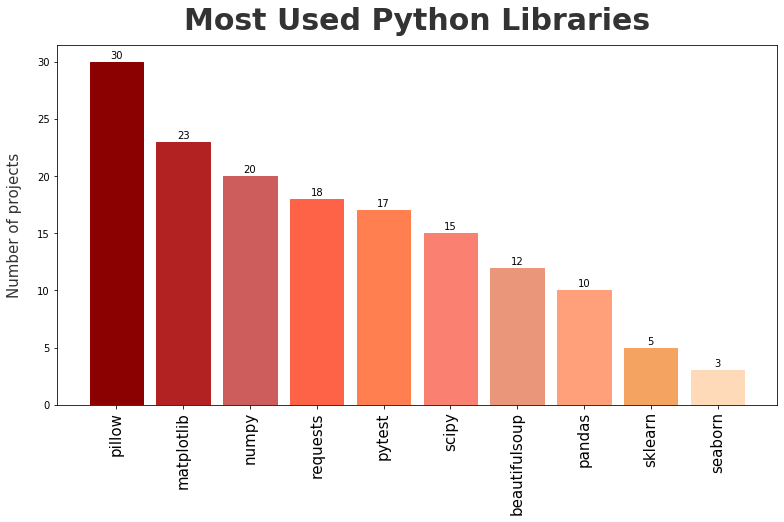 Most Used Python Libraries
Number of projects
30
25
20
15
10
5
0
30
23
20
18
17
15
12
10
5
3
pillow
matplotlib
numpy
requests
pytest
scipy
beautifulsoup
pandas
sklearn
seaborn